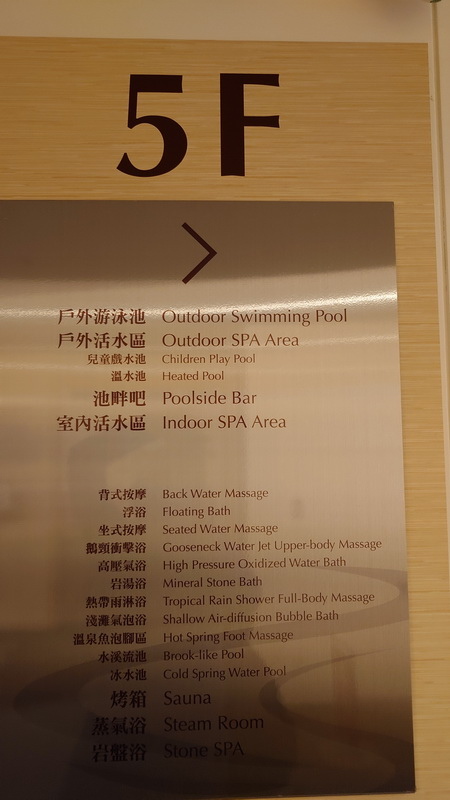 5F
戶外游泳池 Outdoor Swimming Pool
戶外活水區 Outdoor SPA Area
兒童戲水池 Children Play Pool
溫水池 Heated Pool
池畔吧 Poolside Bar
室內活水區 Indoor SPA Area
背式按摩 Back Water Massage
浮浴 Floating Bath
坐式按摩 Seated Water Massage
鵝頸衝擊浴 Gooseneck Water Jet Upper-body Massage
高壓氧浴 High Pressure Oxidized Water Bath
岩湯浴 Mineral Stone Bath
熱帶雨淋浴 Tropical Rain Shower Full-Body Massage
淺灘氣泡浴 Shallow Air-diffusion Bubble Bath
溫泉魚泡腳區 Hot Spring Foot Massage
水溪流池 Brook-like Pool
冰水池 Cold Spring Water Pool
烤箱 Sauna
蒸氣浴 Steam Room
岩盤浴 Stone SPA